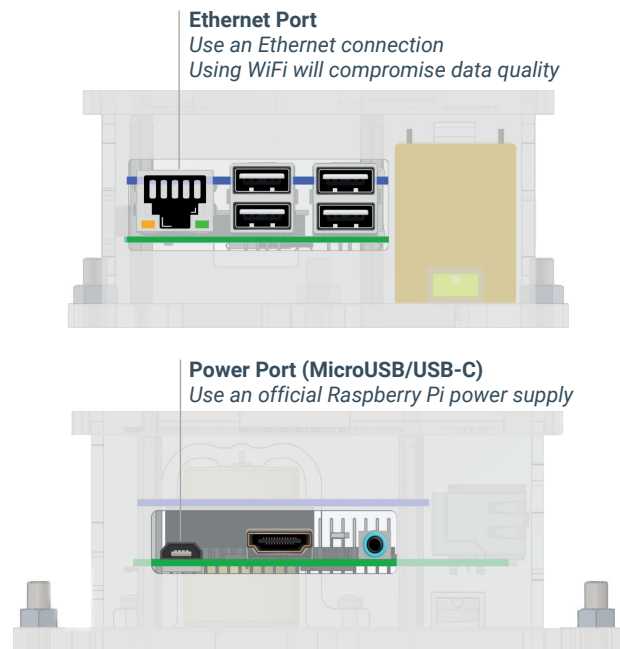 Ethernet Port
Use an Ethernet connection
Using WiFi will compromise data quality
Power Port (MicroUSB/USB-C)
Use an official Raspberry Pi power supply